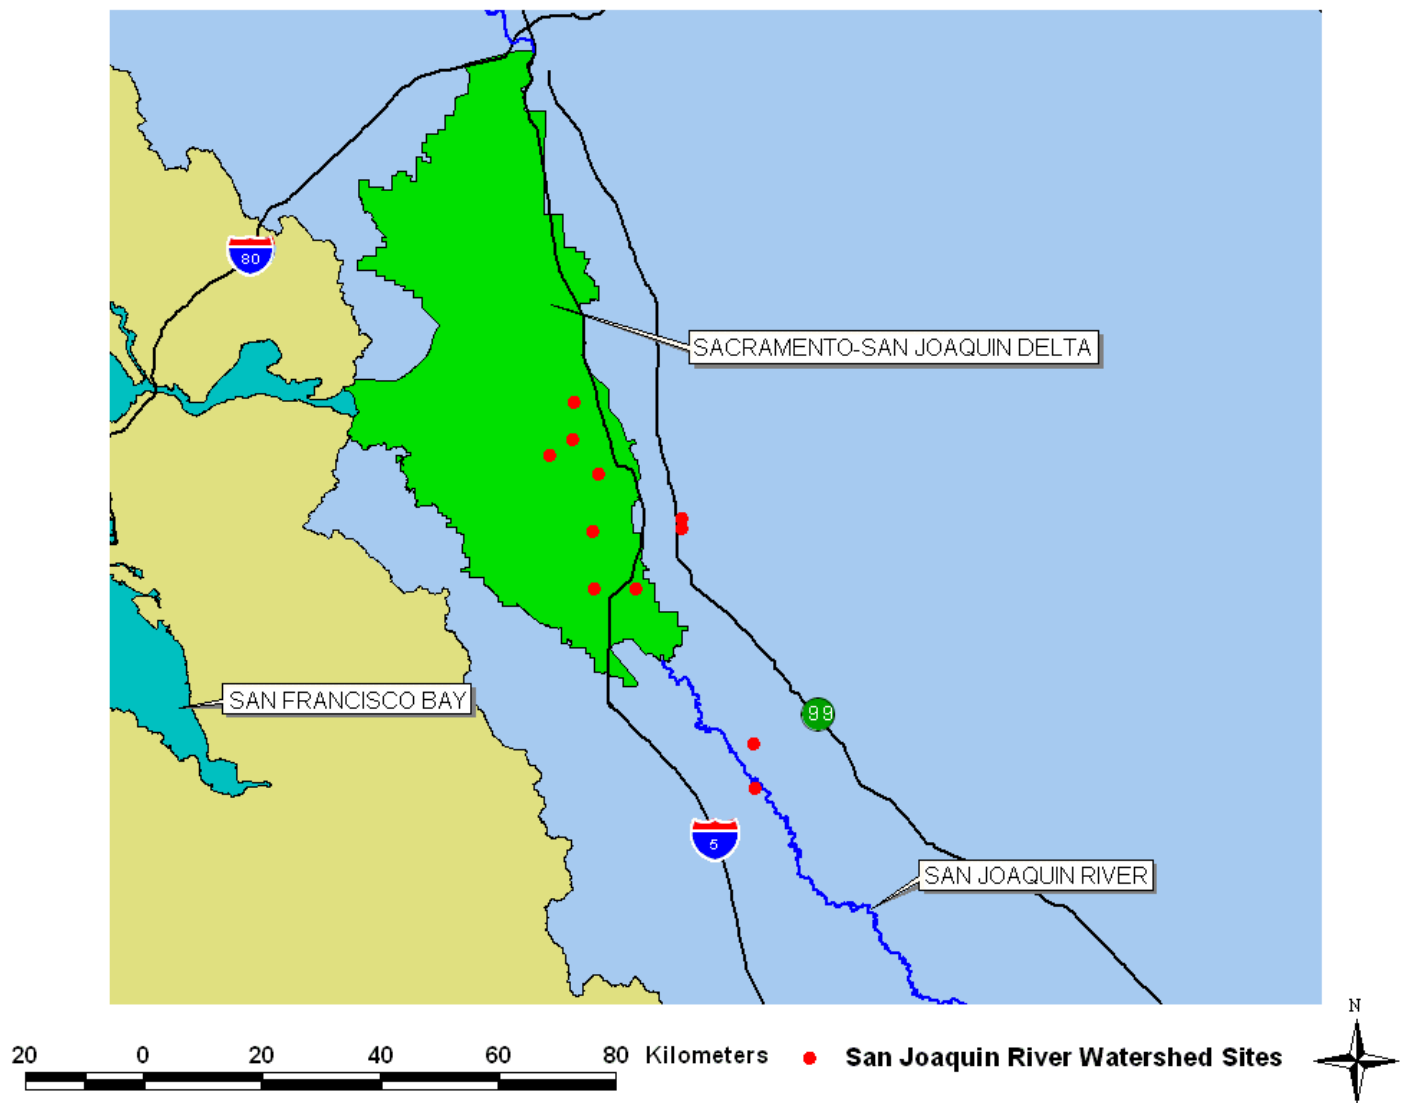 80
SACRAMENTO-SAN JOAQUIN DELTA
SAN FRANCISCO BAY
99
5
SAN JOAQUIN RIVER
N
20 0 20 40 60 80 Kilometers
San Joaquin River Watershed Sites